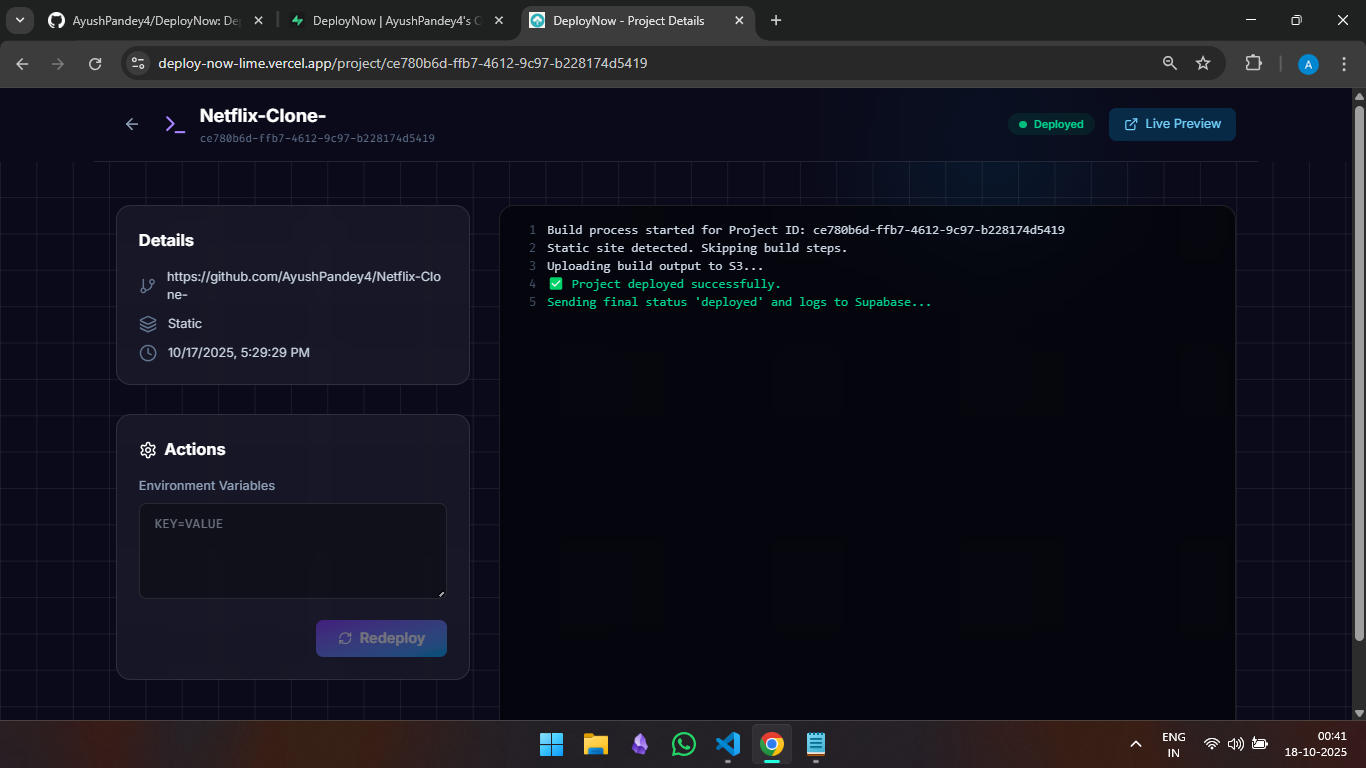 AyushPandey4/DeployNow: De
DeployNow | AyushPandey4's O
DeployNow - Project Details
deploy-now-lime.vercel.app/project/ce780b6d-ffb7-4612-9c97-b228174d5419
A
Netflix-Clone-
ce780b6d-ffb7-4612-9c97-b228174d5419
Deployed
Live Preview
Details
https://github.com/AyushPandey4/Netflix-Clo
ne-
Static
10/17/2025, 5:29:29 PM
Actions
Environment Variables
KEY=VALUE
Redeploy
1 Build process started for Project ID: ce780b6d-ffb7-4612-9c97-b228174d5419
2 Static site detected. Skipping build steps.
3 Uploading build output to S3...
4 ✅ Project deployed successfully.
5 Sending final status 'deployed' and logs to Supabase...
ENG
IN
00:41
18-10-2025